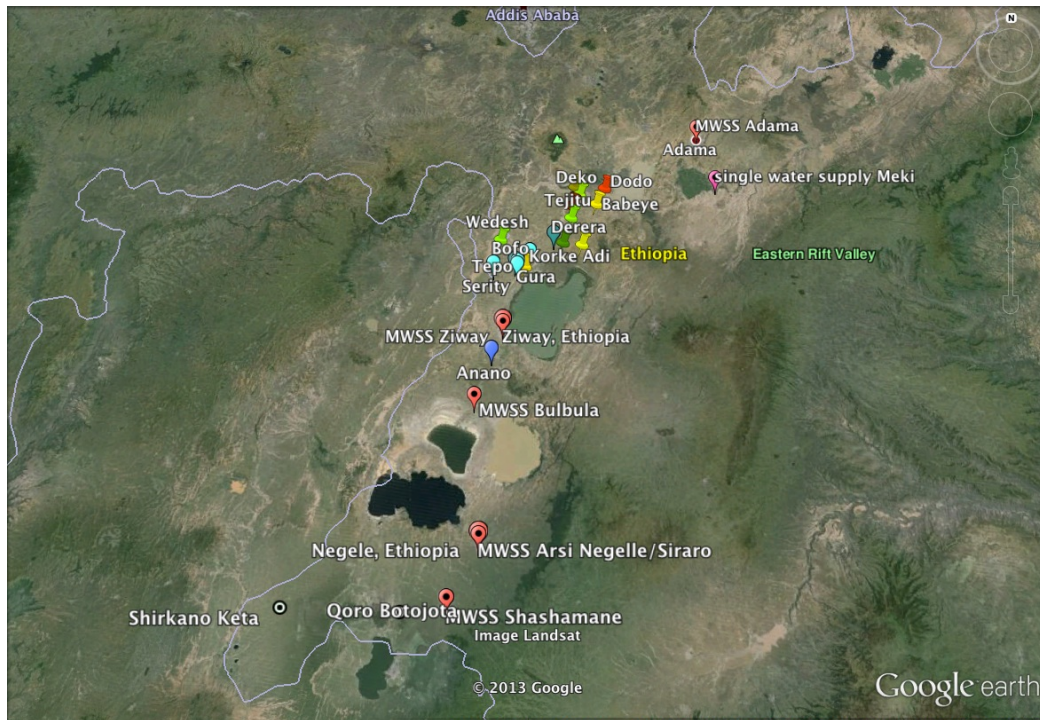 Addis Ababa
N
MWSS Adama
Adama
single water supply Meki
Deko
Dodo
Tejitu
Babeye
Wedesh
Derera
Bofo
Korke Adi
Ethiopia
Eastern Rift Valley
Tepo
Gura
Serity
MWSS Ziway
Ziway, Ethiopia
Anano
MWSS Bulbula
Negele, Ethiopia
MWSS Arsi Negelle/Siraro
Qoro Botojota
MWSS Shashamane
Shirkano Keta
Image Landsat
© 2013 Google
Google earth